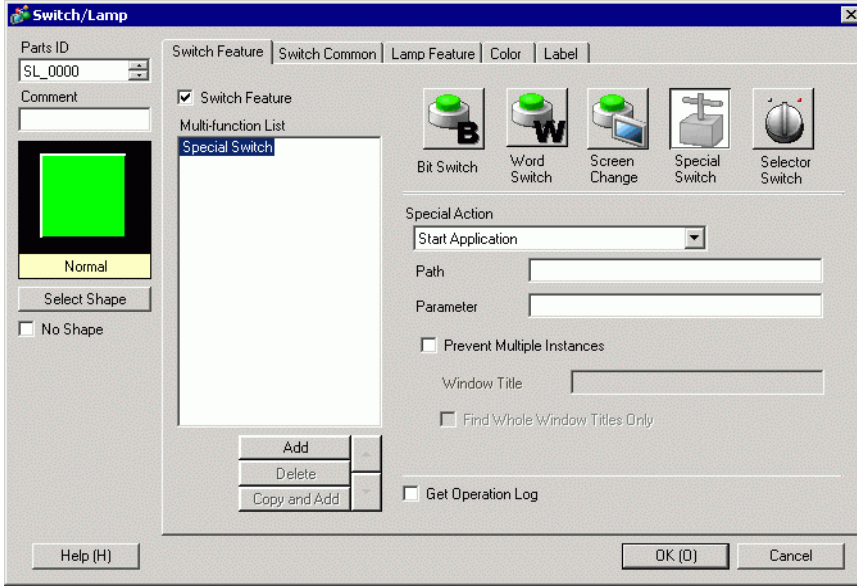 Switch/Lamp
Parts ID
SL_0000
Comment
Normal
Select Shape
No Shape
Help (H)
Switch Feature
Switch Common
Lamp Feature
Color
Label
Switch Feature
Multi-function List
Special Switch
Add
Delete
Copy and Add
B
Bit Switch
W
Word
Switch
Screen
Change
Special
Switch
Selector
Switch
Special Action
Start Application
Path
Parameter
Prevent Multiple Instances
Window Title
Find Whole Window Titles Only
Get Operation Log
OK (O)
Cancel